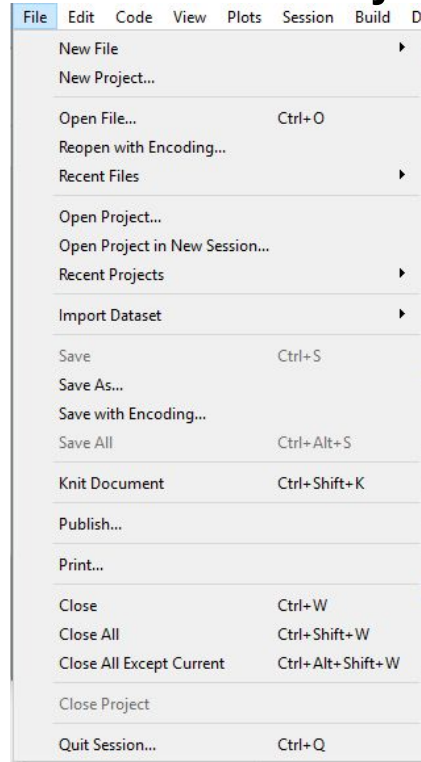 File Edit Code View Plots Session Build D
New File
New Project...
Open File... Ctrl+O
Reopen with Encoding...
Recent Files
Open Project...
Open Project in New Session...
Recent Projects
Import Dataset
Save Ctrl+S
Save As...
Save with Encoding...
Save All Ctrl+Alt+S
Knit Document Ctrl+Shift+K
Publish...
Print...
Close Ctrl+W
Close All Ctrl+Shift+W
Close All Except Current Ctrl+Alt+Shift+W
Close Project
Quit Session... Ctrl+Q